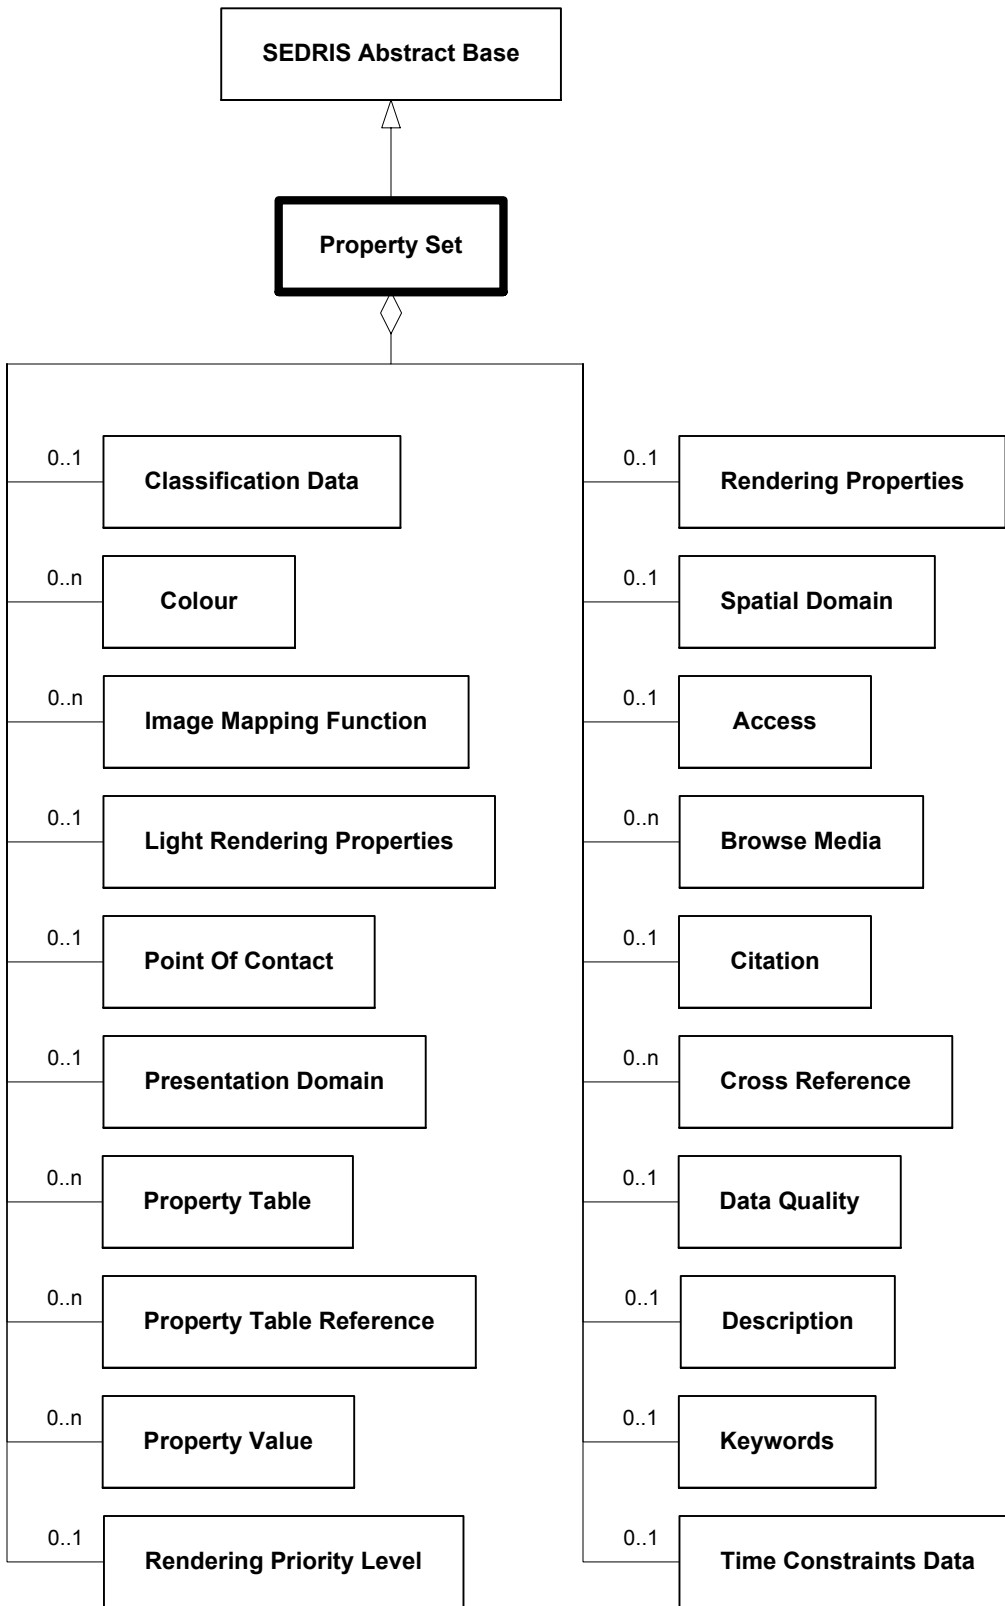 SEDRIS Abstract Base
Property Set
0..1
Classification Data
0..n
Colour
0..n
Image Mapping Function
0..1
Light Rendering Properties
0..1
Point Of Contact
0..1
Presentation Domain
0..n
Property Table
0..n
Property Table Reference
0..n
Property Value
0..1
Rendering Priority Level
0..1
Rendering Properties
0..1
Spatial Domain
0..1
Access
0..n
Browse Media
0..1
Citation
0..n
Cross Reference
0..1
Data Quality
0..1
Description
0..1
Keywords
0..1
Time Constraints Data